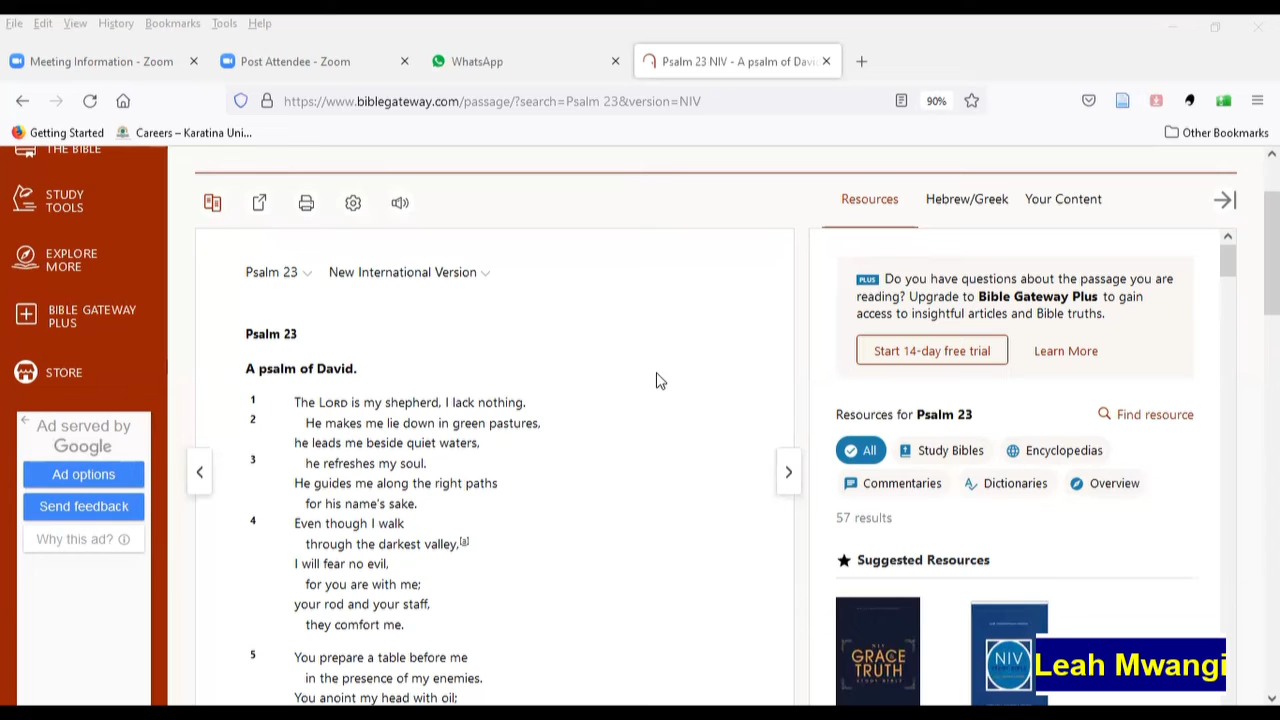 File Edit View History Bookmarks Tools Help
Meeting Information - Zoom
Post Attendee - Zoom
WhatsApp
Psalm 23 NIV - A psalm of Davi
https://www.biblegateway.com/passage/?search=Psalm 23&version=NIV
90%
Getting Started
Careers – Karatina Uni...
Other Bookmarks
THE BIBLE
STUDY
TOOLS
EXPLORE
MORE
BIBLE GATEWAY
PLUS
STORE
Ad served by
Google
Ad options
Send feedback
Why this ad?
Psalm 23
New International Version
Psalm 23
A psalm of David.
1 The LORD is my shepherd, I lack nothing.
2 He makes me lie down in green pastures,
he leads me beside quiet waters,
3 he refreshes my soul.
He guides me along the right paths
for his name's sake.
4 Even though I walk
through the darkest valley,[a]
I will fear no evil,
for you are with me;
your rod and your staff,
they comfort me.
5 You prepare a table before me
in the presence of my enemies.
You anoint my head with oil;
Resources Hebrew/Greek Your Content
PLUS Do you have questions about the passage you are
reading? Upgrade to Bible Gateway Plus to gain
access to insightful articles and Bible truths.
Start 14-day free trial
Learn More
Resources for Psalm 23
Find resource
All
Study Bibles
Encyclopedias
Commentaries
Dictionaries
Overview
57 results
Suggested Resources
GRACE
TRUTH
NIV
Leah Mwangi